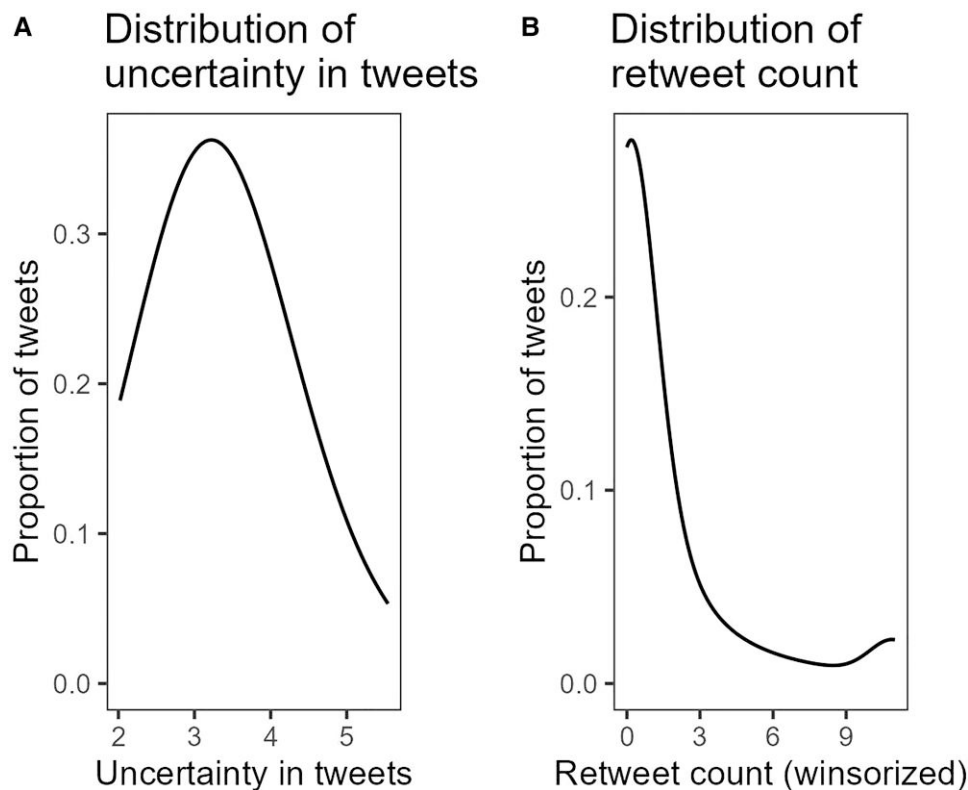 A
Distribution of
uncertainty in tweets
Proportion of tweets
0.3
0.2
0.1
0.0
2 3 4 5
Uncertainty in tweets
B
Distribution of
retweet count
Proportion of tweets
0.2
0.1
0.0
0 3 6 9
Retweet count (winsorized)